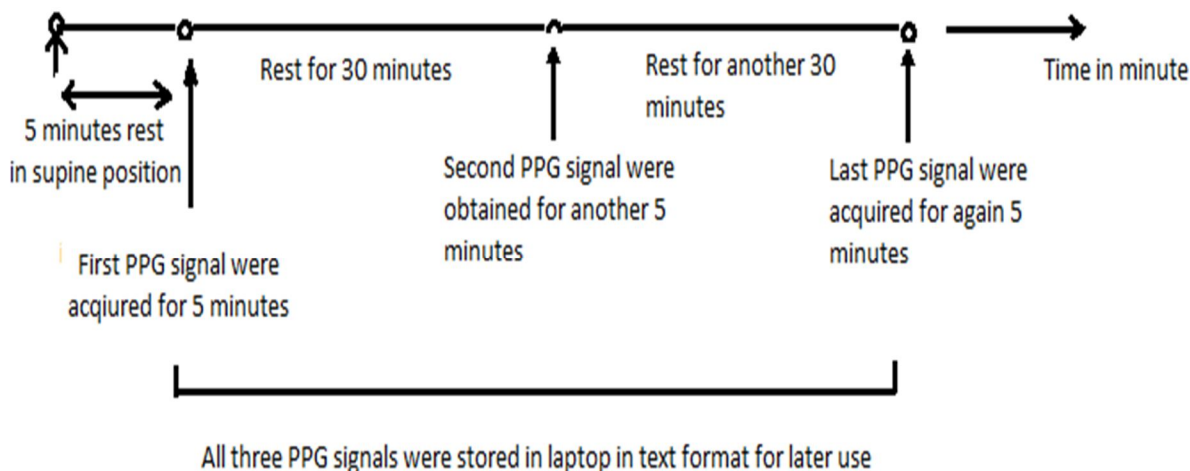 Rest for 30 minutes
Rest for another 30
minutes
Time in minute
5 minutes rest
in supine position
Second PPG signal were
obtained for another 5
minutes
Last PPG signal were
acquired for again 5
minutes
i
First PPG signal were
acqiured for 5 minutes
All three PPG signals were stored in laptop in text format for later use